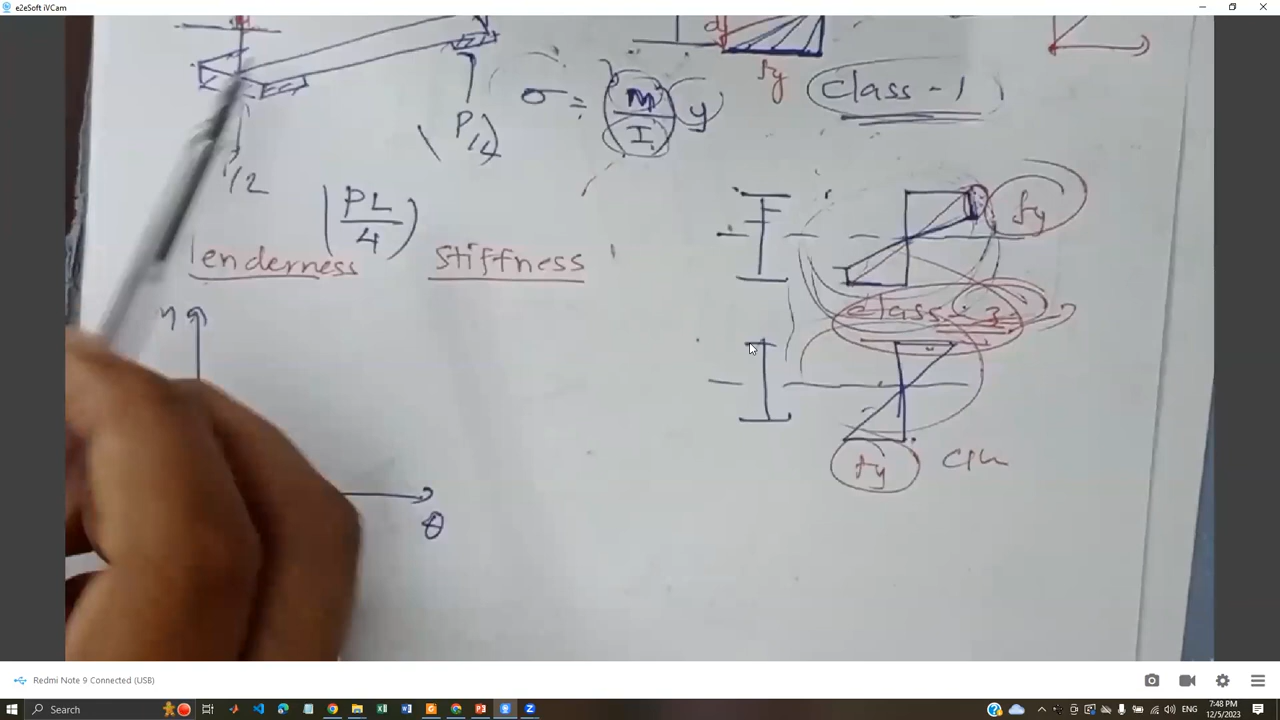 e2eSoft iVCam
fy
class - 1
σ = M/I y
P/2
/2
PL/4
fy
lenderness
stiffness
class - 3
fy
θ
Redmi Note 9 Connected (USB)
Search
ENG
7:48 PM
12/5/2023